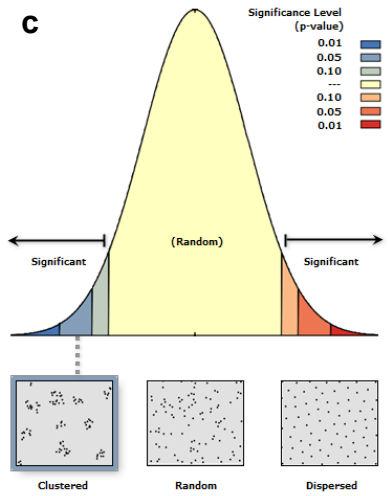 C
Significance Level
(p-value)
0.01
0.05
0.10
---
0.10
0.05
0.01
(Random)
Significant
Significant
Clustered
Random
Dispersed